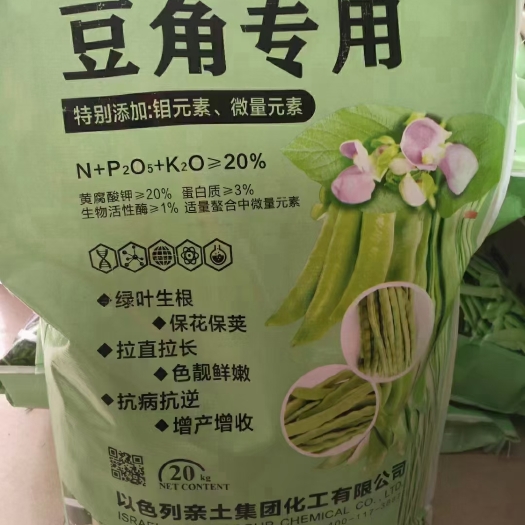 豆角专用
特别添加:钼元素、微量元素
N+P₂O₅+K₂O≥20%
黄腐酸钾≥20% 蛋白质≥3%
生物活性酶≥1% 适量螯合中微量元素
◆绿叶生根
◆保花保荚
◆拉直拉长
◆色靓鲜嫩
◆抗病抗逆
◆增产增收
20kg
NET CONTENT
以色列亲土集团化工有限公司
CHEMICAL CO., LTD